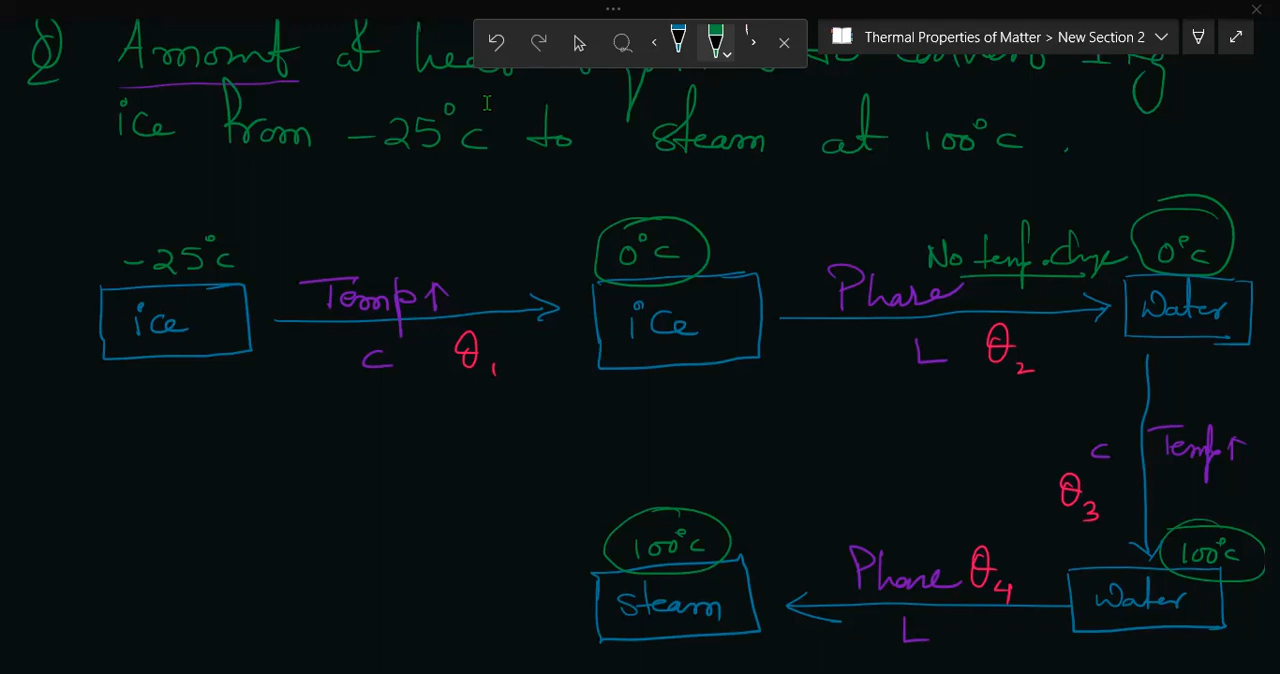 Thermal Properties of Matter > New Section 2
Q Amount of heat
ice from -25°C to steam at 100°C.
-25°C
0°C
No temp. chge
0°C
ice
Temp↑
ice
Phase
Water
C
θ1
L
θ2
C
Temp↑
θ3
100°C
100°C
Steam
Phase
θ4
Water
L